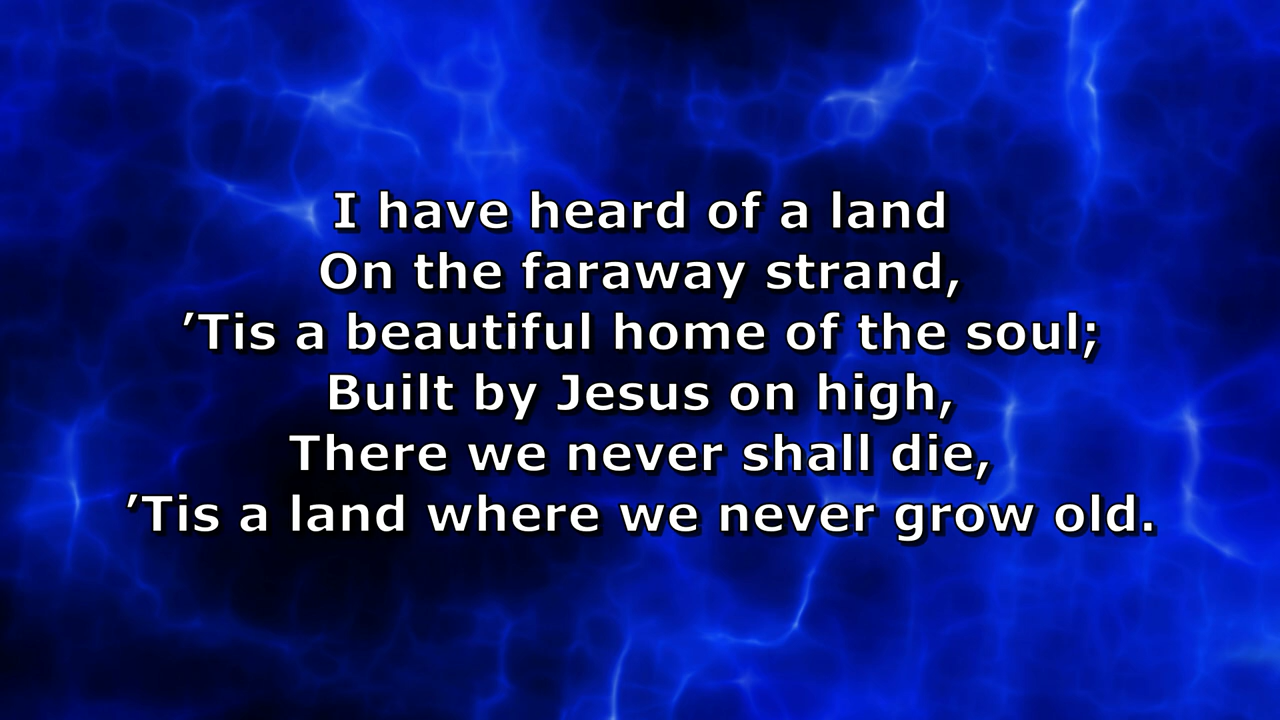 I have heard of a land
On the faraway strand,
’Tis a beautiful home of the soul;
Built by Jesus on high,
There we never shall die,
’Tis a land where we never grow old.